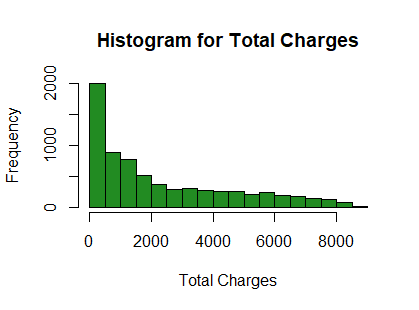 Histogram for Total Charges
Frequency
2000
1000
0
0 2000 4000 6000 8000
Total Charges